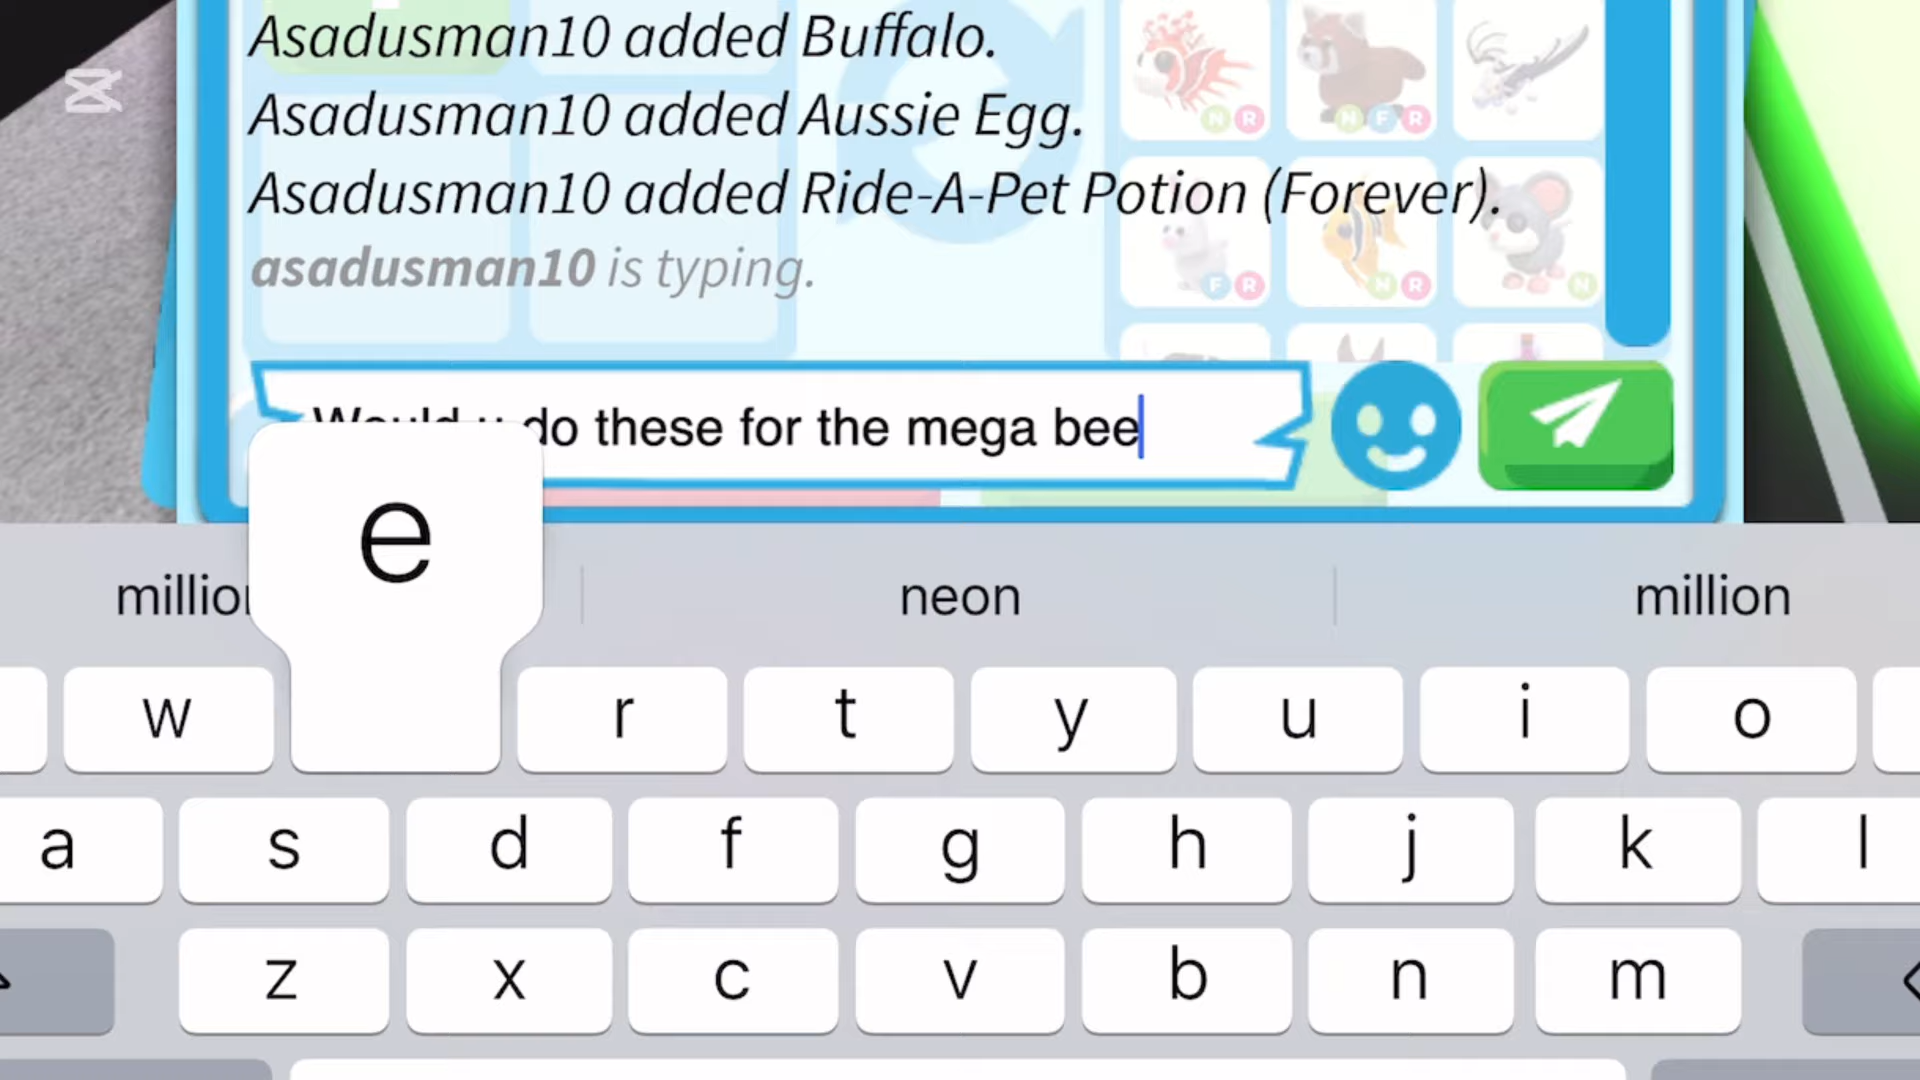 Asadusman10 added Buffalo.
Asadusman10 added Aussie Egg.
Asadusman10 added Ride-A-Pet Potion (Forever).
asadusman10 is typing.
N R
N F R
F R
N R
N
Would u do these for the mega bee
e
neon
million
w r t y u i o
a s d f g h j k l
z x c v b n m